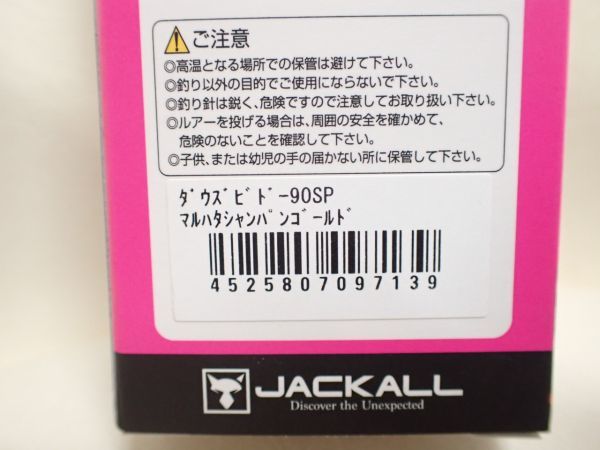 ご注意
◎高温となる場所での保管は避けて下さい。
◎釣り以外の目的でご使用にならないで下さい。
◎釣り針は鋭く、危険ですので注意してお取り扱い下さい。
◎ルアーを投げる場合は、周囲の安全を確かめて、
危険のないことを確認して下さい。
◎子供、または幼児の手の届かない所に保管して下さい。
ﾀﾞｳｽﾞﾋﾞﾄﾞｰ90SP
ﾏﾙﾊﾀｼｬﾝﾊﾟﾝｺﾞｰﾙﾄﾞ
4525807097139
JACKALL
Discover the Unexpected